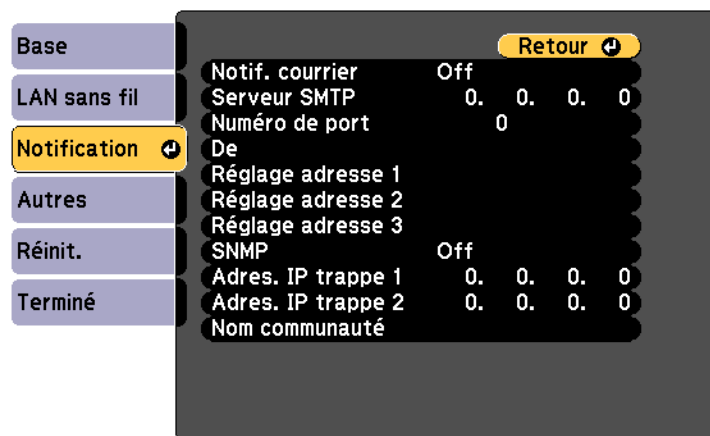 Base
LAN sans fil
Notification
Autres
Réinit.
Terminé
Retour
Notif. courrier Off
Serveur SMTP 0. 0. 0. 0
Numéro de port 0
De
Réglage adresse 1
Réglage adresse 2
Réglage adresse 3
SNMP Off
Adres. IP trappe 1 0. 0. 0. 0
Adres. IP trappe 2 0. 0. 0. 0
Nom communauté